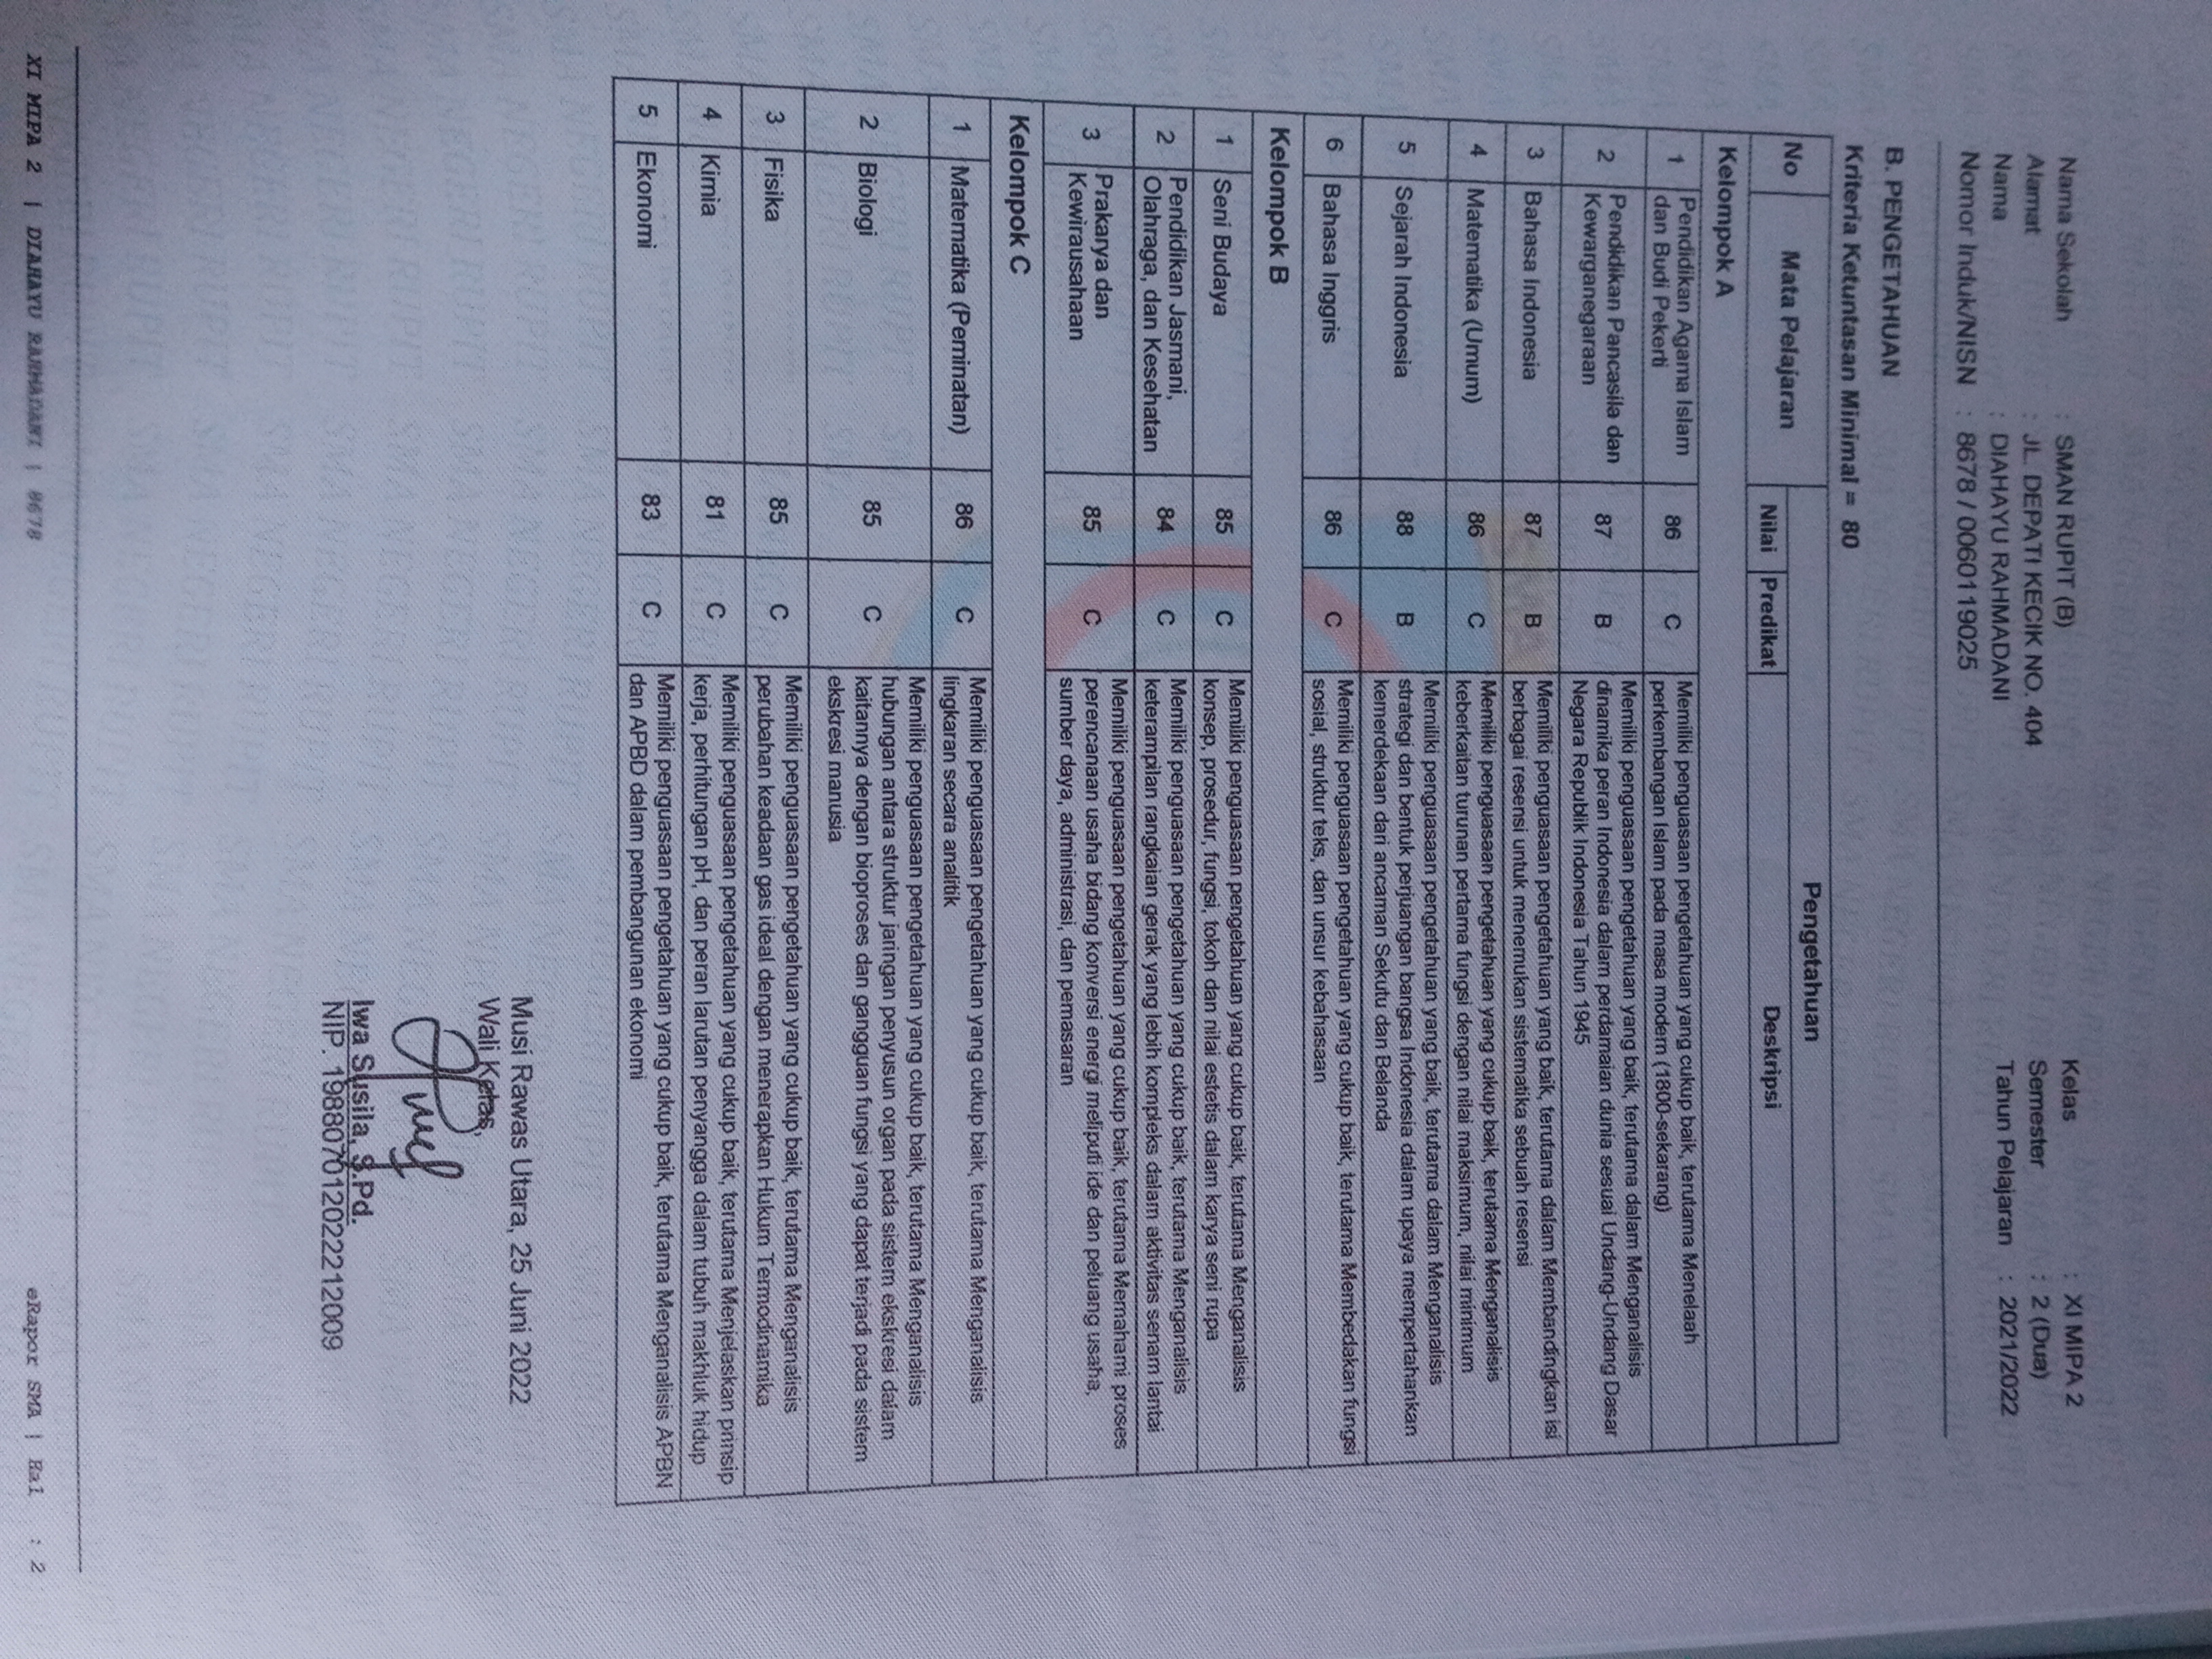 Nama Sekolah : SMAN RUPIT (B)
Alamat : JL. DEPATI KECIK NO. 404
Nama : DIAHAYU RAHMADANI
Nomor Induk/NISN : 8678 / 0060119025
Kelas : XI MIPA 2
Semester : 2 (Dua)
Tahun Pelajaran : 2021/2022
B. PENGETAHUAN
Kriteria Ketuntasan Minimal = 80
No Mata Pelajaran Pengetahuan
Nilai Predikat Deskripsi
Kelompok A
1 Pendidikan Agama Islam dan Budi Pekerti 86 C Memiliki penguasaan pengetahuan yang cukup baik, terutama Menelaah
perkembangan Islam pada masa modern (1800-sekarang)
2 Pendidikan Pancasila dan Kewarganegaraan 87 B Memiliki penguasaan pengetahuan yang baik, terutama dalam Menganalisis
dinamika peran Indonesia dalam perdamaian dunia sesuai Undang-Undang Dasar
Negara Republik Indonesia Tahun 1945
3 Bahasa Indonesia 87 B Memiliki penguasaan pengetahuan yang baik, terutama dalam Membandingkan isi
berbagai resensi untuk menemukan sistematika sebuah resensi
4 Matematika (Umum) 86 C Memiliki penguasaan pengetahuan yang cukup baik, terutama Menganalisis
keberkaitan turunan pertama fungsi dengan nilai maksimum, nilai minimum
5 Sejarah Indonesia 88 B Memiliki penguasaan pengetahuan yang baik, terutama dalam Menganalisis
strategi dan bentuk perjuangan bangsa Indonesia dalam upaya mempertahankan
kemerdekaan dari ancaman Sekutu dan Belanda
6 Bahasa Inggris 86 C Memiliki penguasaan pengetahuan yang cukup baik, terutama Membedakan fungsi
sosial, struktur teks, dan unsur kebahasaan
Kelompok B
1 Seni Budaya 85 C Memiliki penguasaan pengetahuan yang cukup baik, terutama Menganalisis
konsep, prosedur, fungsi, tokoh dan nilai estetis dalam karya seni rupa
2 Pendidikan Jasmani, Olahraga, dan Kesehatan 84 C Memiliki penguasaan pengetahuan yang cukup baik, terutama Menganalisis
keterampilan rangkaian gerak yang lebih kompleks dalam aktivitas senam lantai
3 Prakarya dan Kewirausahaan 85 C Memiliki penguasaan pengetahuan yang cukup baik, terutama Memahami proses
perencanaan usaha bidang konversi energi meliputi ide dan peluang usaha,
sumber daya, administrasi, dan pemasaran
Kelompok C
1 Matematika (Peminatan) 86 C Memiliki penguasaan pengetahuan yang cukup baik, terutama Menganalisis
lingkaran secara analitik
2 Biologi 85 C Memiliki penguasaan pengetahuan yang cukup baik, terutama Menganalisis
hubungan antara struktur jaringan penyusun organ pada sistem ekskresi dalam
kaitannya dengan bioproses dan gangguan fungsi yang dapat terjadi pada sistem
ekskresi manusia
3 Fisika 85 C Memiliki penguasaan pengetahuan yang cukup baik, terutama Menganalisis
perubahan keadaan gas ideal dengan menerapkan Hukum Termodinamika
4 Kimia 81 C Memiliki penguasaan pengetahuan yang cukup baik, terutama Menjelaskan prinsip
kerja, perhitungan pH, dan peran larutan penyangga dalam tubuh makhluk hidup
5 Ekonomi 83 C Memiliki penguasaan pengetahuan yang cukup baik, terutama Menganalisis APBN
dan APBD dalam pembangunan ekonomi
Musi Rawas Utara, 25 Juni 2022
Wali Kelas,
Iwa Susila, S.Pd.
NIP. 198807012022212009
XI MIPA 2 | DIAHAYU RAHMADANI | 8678
eRapor SMA | Hal : 2